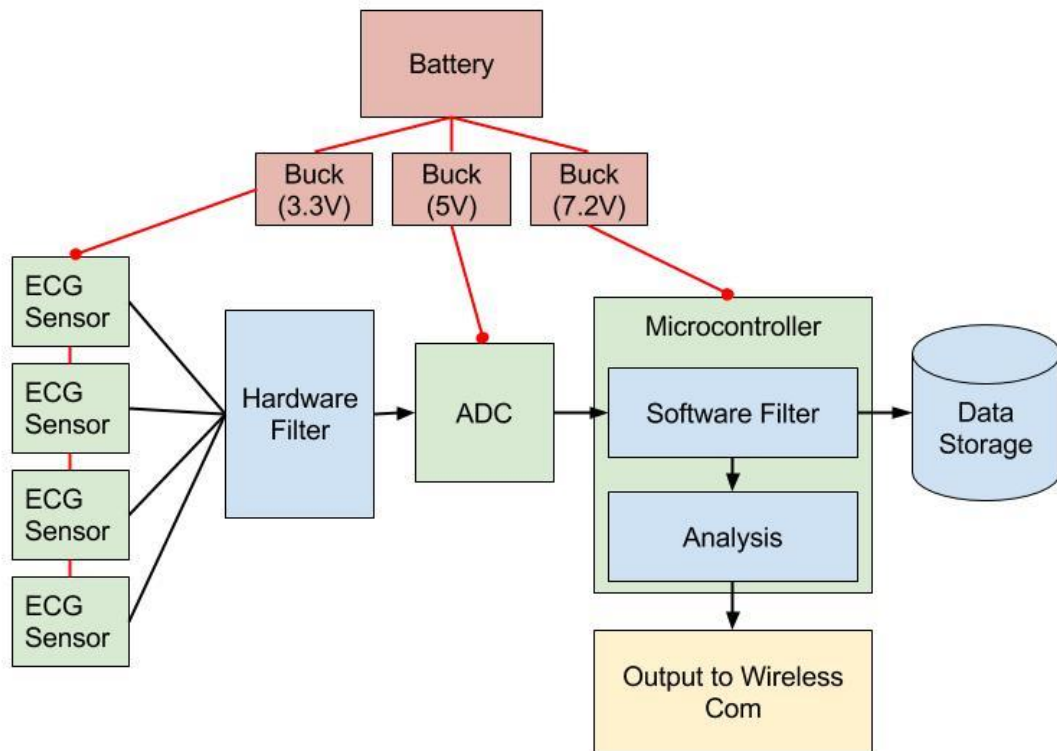 Battery
Buck
(3.3V)
Buck
(5V)
Buck
(7.2V)
ECG
Sensor
ECG
Sensor
ECG
Sensor
ECG
Sensor
Hardware
Filter
ADC
Microcontroller
Software Filter
Analysis
Data
Storage
Output to Wireless
Com